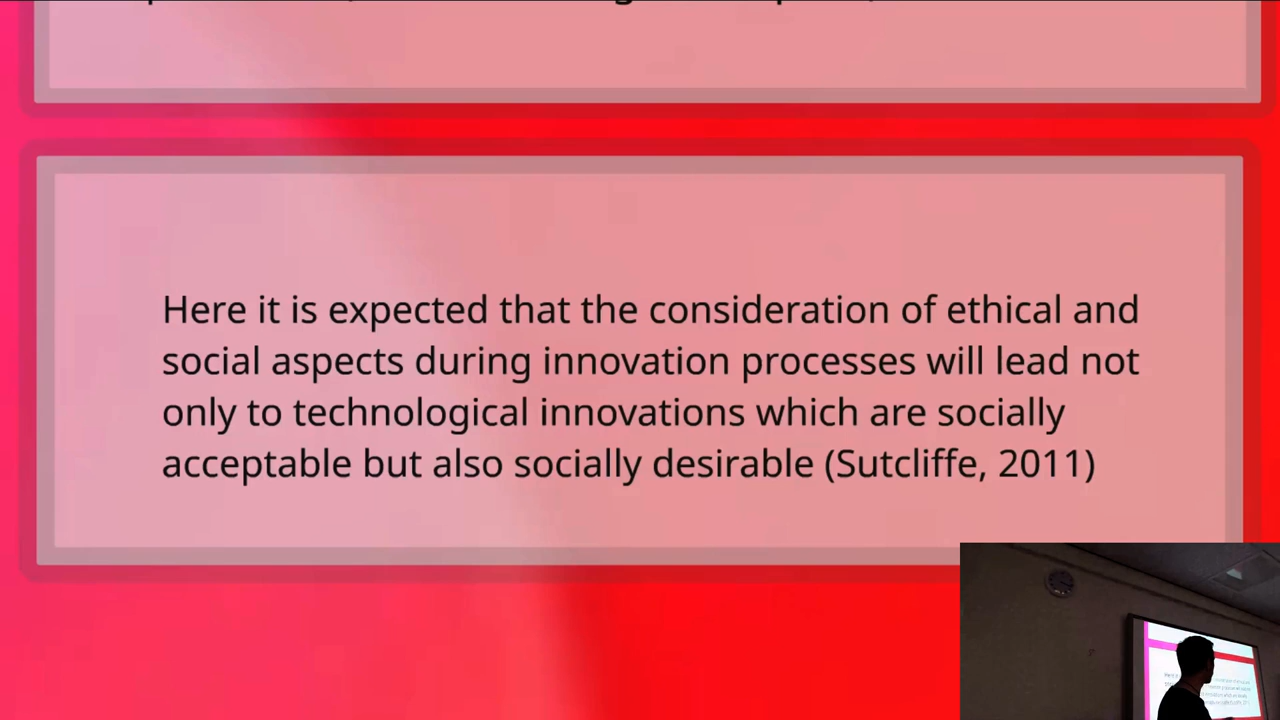 Here it is expected that the consideration of ethical and
social aspects during innovation processes will lead not
only to technological innovations which are socially
acceptable but also socially desirable (Sutcliffe, 2011)